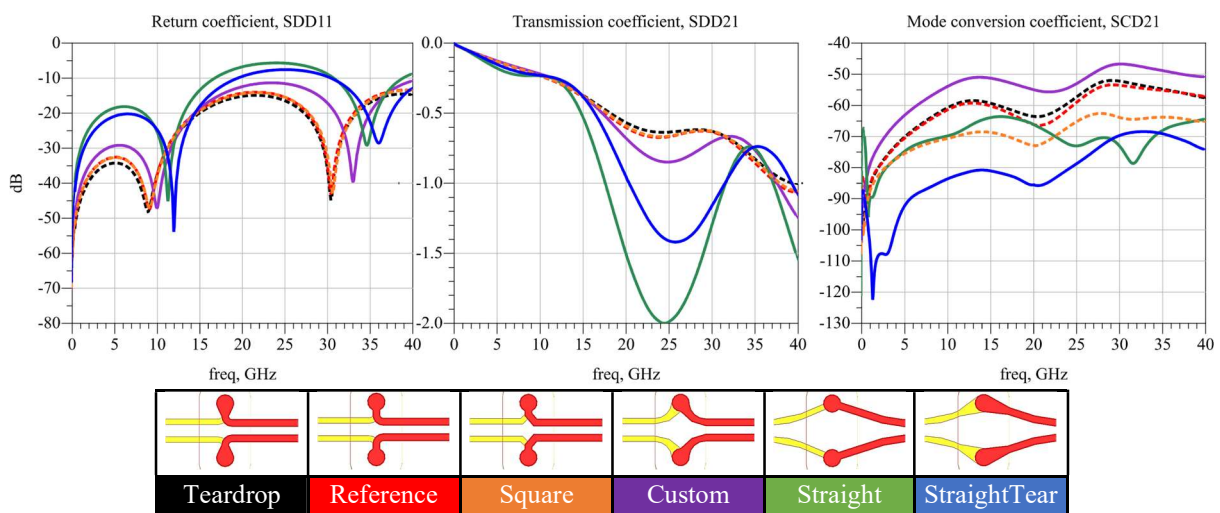 Return coefficient, SDD11
Transmission coefficient, SDD21
Mode conversion coefficient, SCD21
0
-10
-20
-30
-40
-50
-60
-70
-80
dB
0 5 10 15 20 25 30 35 40
freq, GHz
0.0
-0.5
-1.0
-1.5
-2.0
0 5 10 15 20 25 30 35 40
freq, GHz
-40
-50
-60
-70
-80
-90
-100
-110
-120
-130
0 5 10 15 20 25 30 35 40
freq, GHz
Teardrop
Reference
Square
Custom
Straight
StraightTear